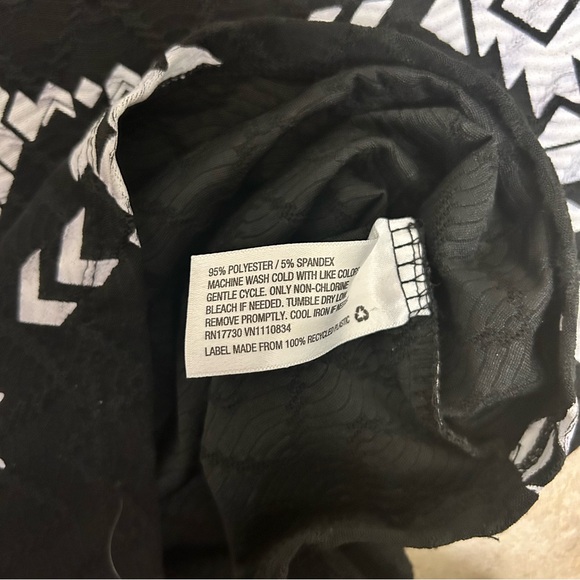 95% POLYESTER / 5% SPANDEX
MACHINE WASH COLD WITH LIKE COLORS
GENTLE CYCLE. ONLY NON-CHLORINE
BLEACH IF NEEDED. TUMBLE DRY LOW
REMOVE PROMPTLY. COOL IRON IF
RN17730 VN1110834
LABEL MADE FROM 100% RECYCLED PLASTIC.